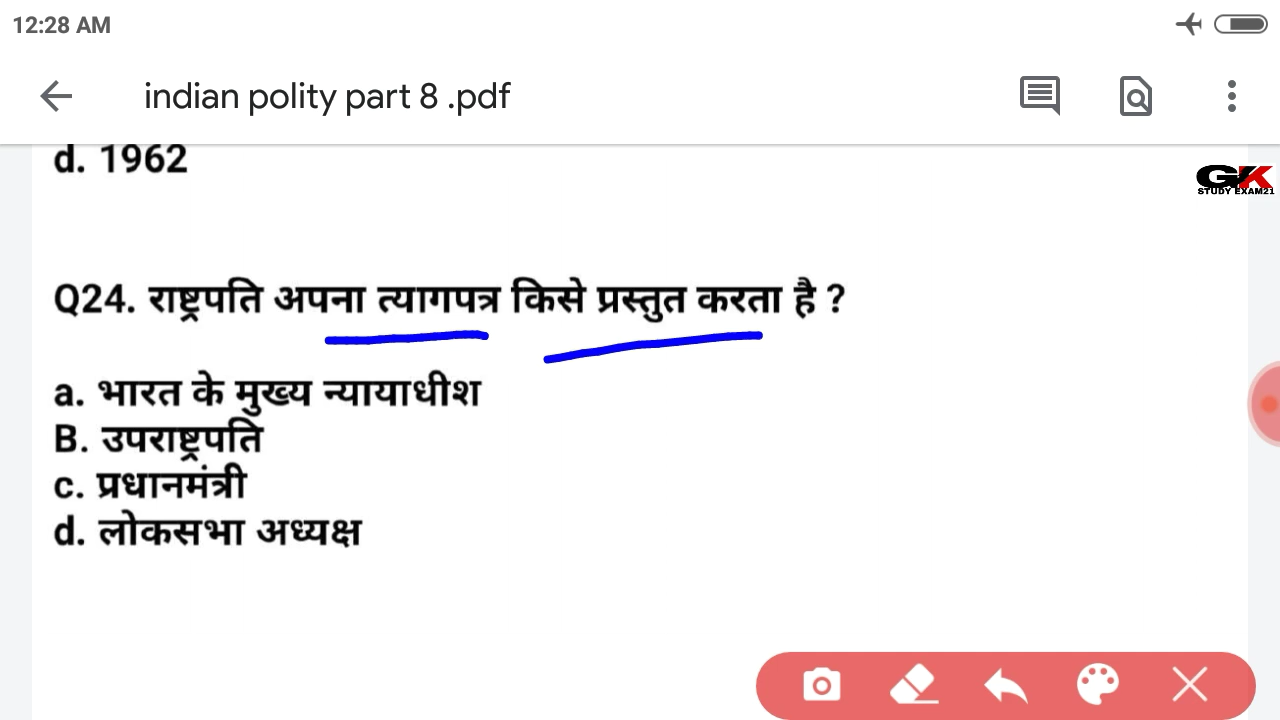 12:28 AM
indian polity part 8 .pdf
d. 1962
GK
STUDY EXAM21
Q24. राष्ट्रपति अपना त्यागपत्र किसे प्रस्तुत करता है ?
a. भारत के मुख्य न्यायाधीश
B. उपराष्ट्रपति
c. प्रधानमंत्री
d. लोकसभा अध्यक्ष